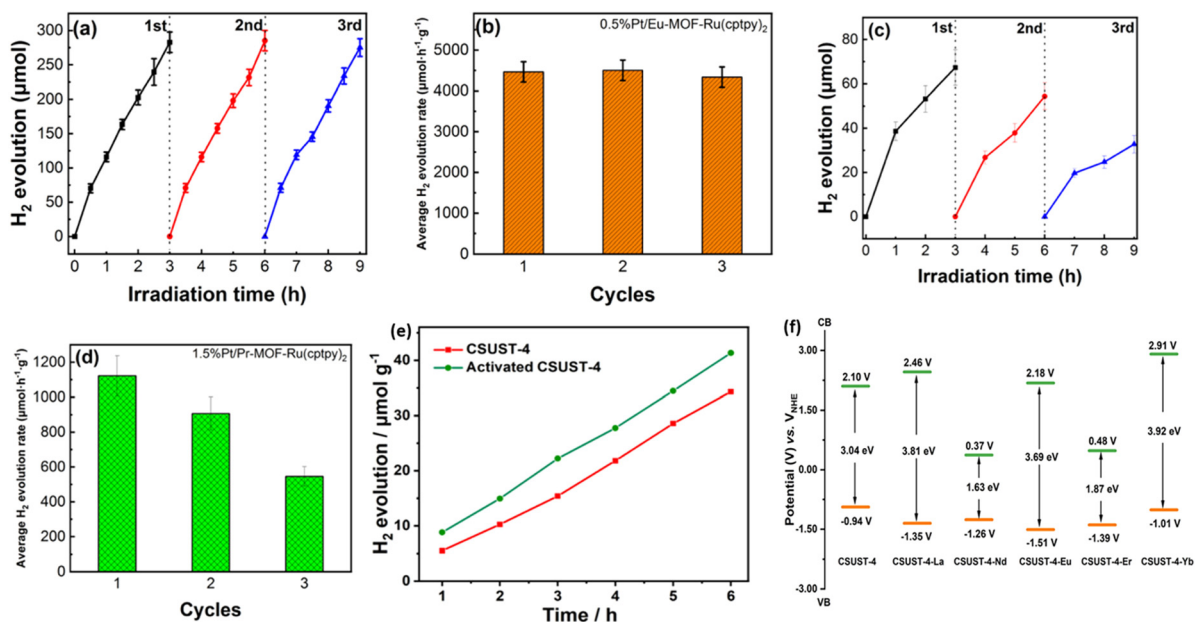 (a)
1st
2nd
3rd
300
250
200
150
100
50
0
H2 evolution (μmol)
0 1 2 3 4 5 6 7 8 9
Irradiation time (h)
(b)
0.5%Pt/Eu-MOF-Ru(cptpy)2
5000
4000
3000
2000
1000
0
Average H2 evolution rate (μmol·h-1·g-1)
1 2 3
Cycles
(c)
1st
2nd
3rd
80
60
40
20
0
H2 evolution (μmol)
0 1 2 3 4 5 6 7 8 9
Irradiation time (h)
(d)
1.5%Pt/Pr-MOF-Ru(cptpy)2
1200
1000
800
600
400
200
0
Average H2 evolution rate (μmol·h-1·g-1)
1 2 3
Cycles
(e)
CSUST-4
Activated CSUST-4
40
30
20
10
0
H2 evolution / μmol g-1
1 2 3 4 5 6
Time / h
(f)
CB
3.00
1.50
0.00
-1.50
-3.00
VB
Potential (V) vs. VNHE
2.10 V
3.04 eV
-0.94 V
CSUST-4
2.46 V
3.81 eV
-1.35 V
CSUST-4-La
0.37 V
1.63 eV
-1.26 V
CSUST-4-Nd
2.18 V
3.69 eV
-1.51 V
CSUST-4-Eu
0.48 V
1.87 eV
-1.39 V
CSUST-4-Er
2.91 V
3.92 eV
-1.01 V
CSUST-4-Yb